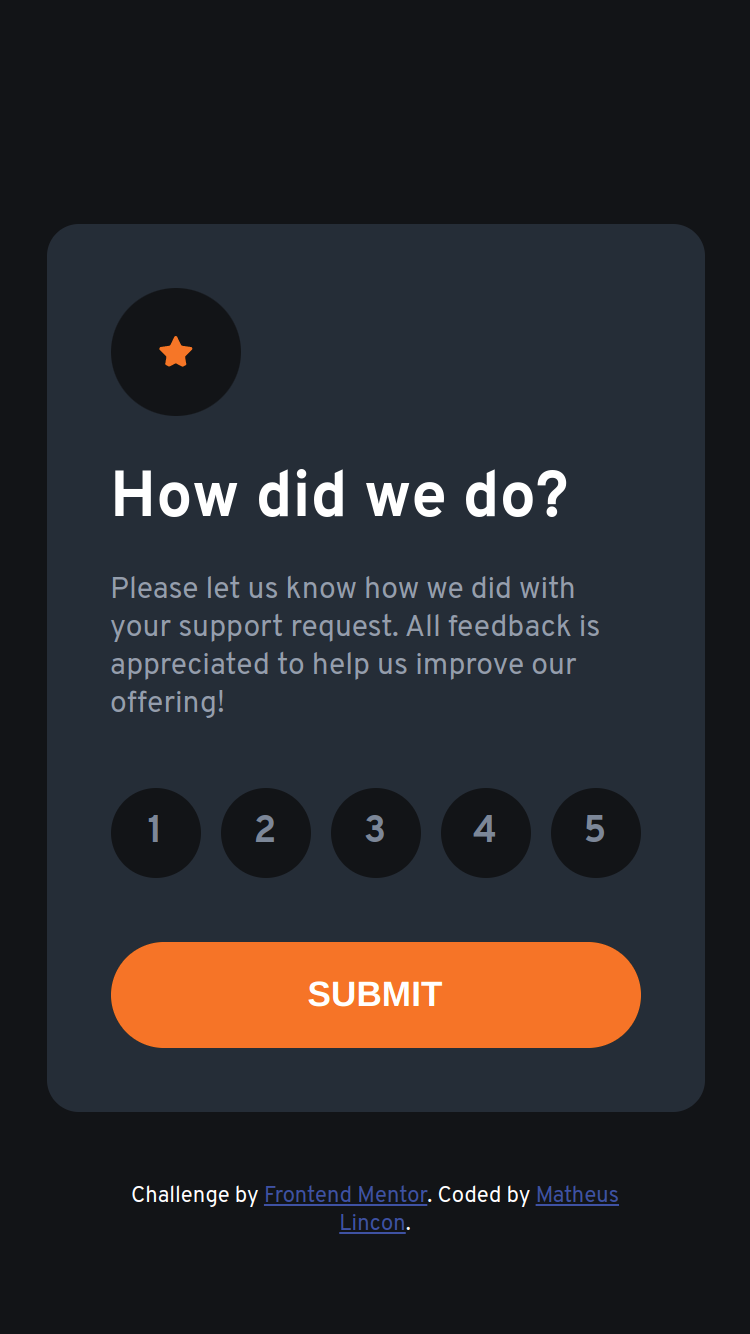 How did we do?
Please let us know how we did with
your support request. All feedback is
appreciated to help us improve our
offering!
1 2 3 4 5
SUBMIT
Challenge by Frontend Mentor. Coded by Matheus
Lincon.